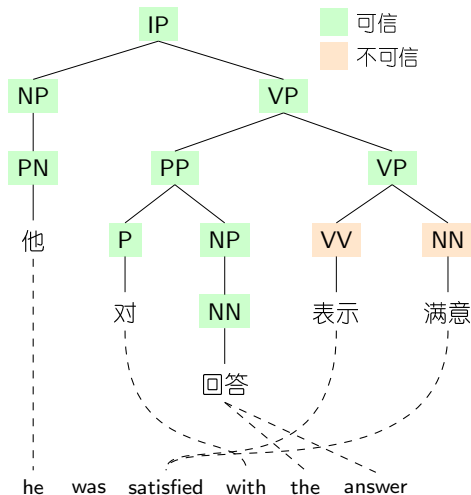 IP
可信
不可信
NP VP
PN PP VP
他 P NP VV NN
对 NN 表示 满意
回答
he was satisfied with the answer